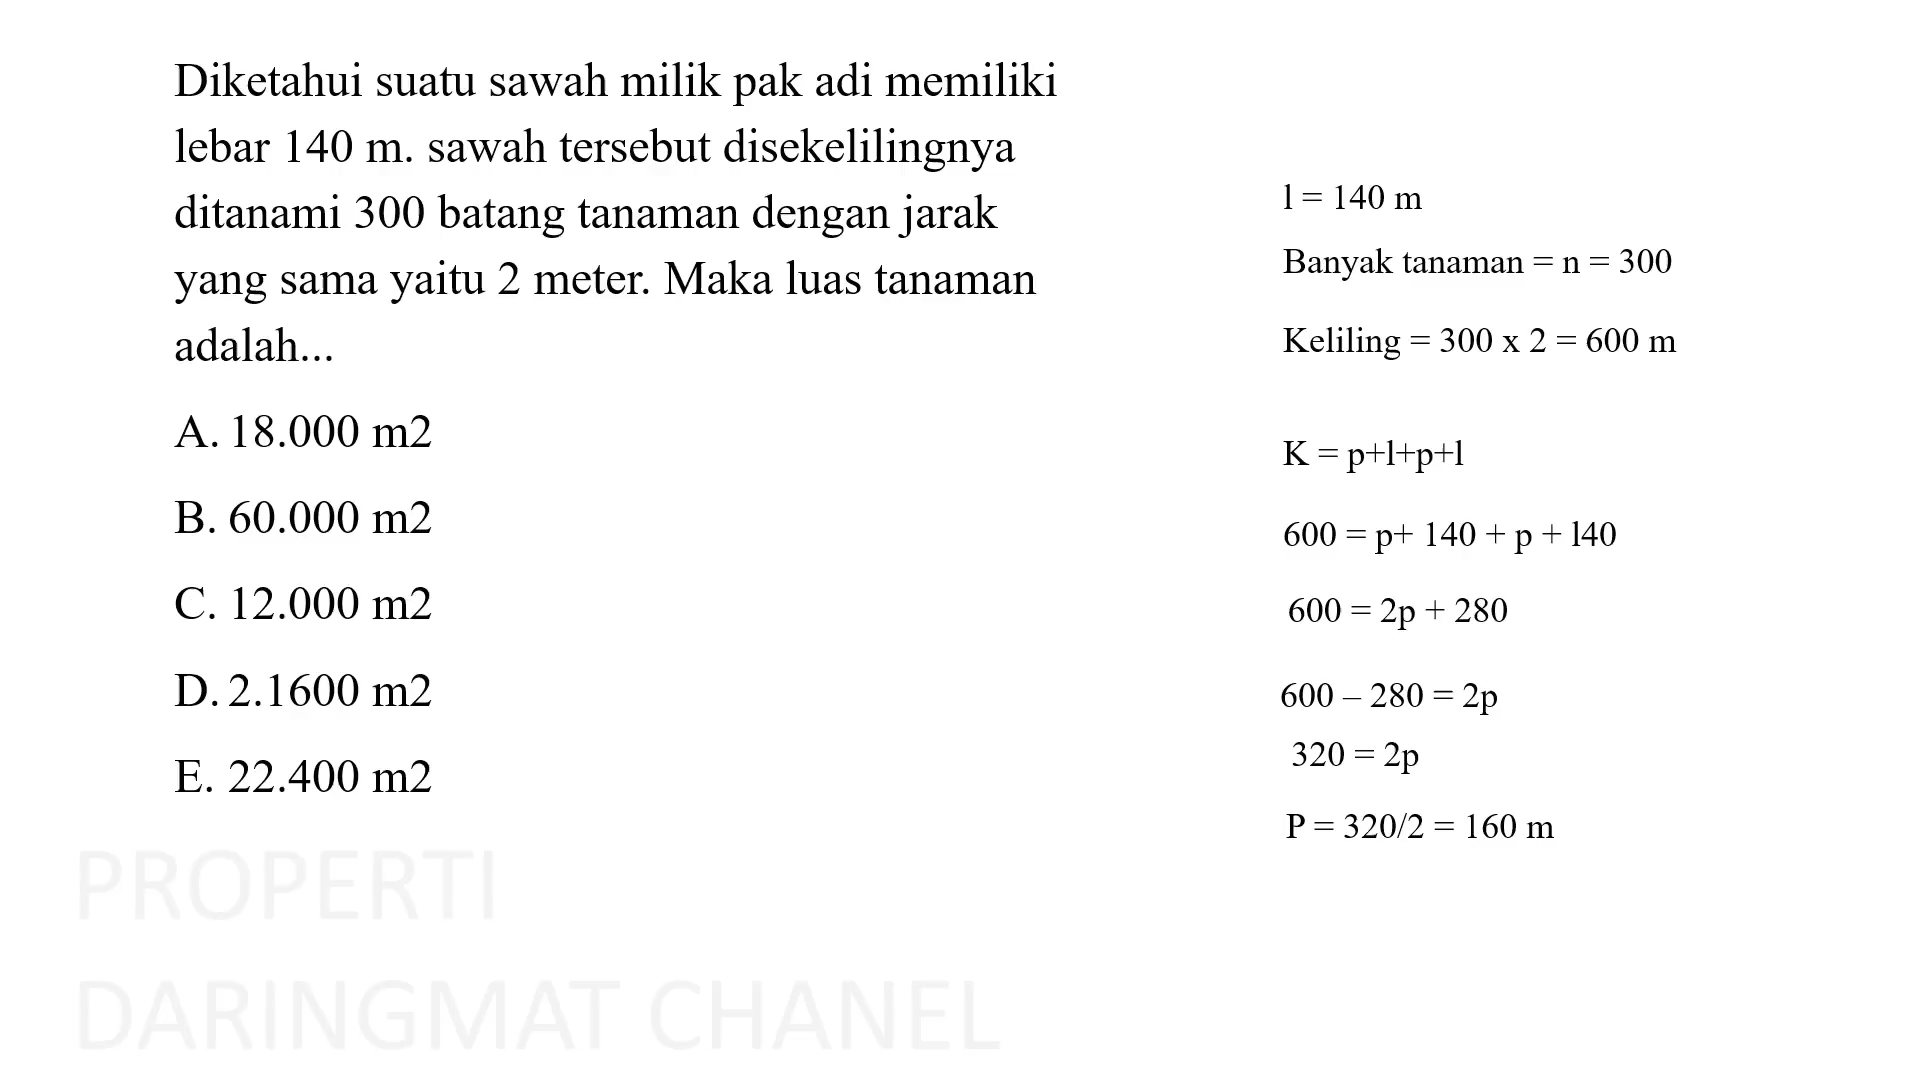 Diketahui suatu sawah milik pak adi memiliki
lebar 140 m. sawah tersebut disekelilingnya
ditanami 300 batang tanaman dengan jarak
yang sama yaitu 2 meter. Maka luas tanaman
adalah...
A. 18.000 m2
B. 60.000 m2
C. 12.000 m2
D. 2.1600 m2
E. 22.400 m2
l = 140 m
Banyak tanaman = n = 300
Keliling = 300 x 2 = 600 m
K = p+l+p+l
600 = p+ 140 + p + l40
600 = 2p + 280
600 – 280 = 2p
320 = 2p
P = 320/2 = 160 m
PROPERTI
DARINGMAT CHANEL